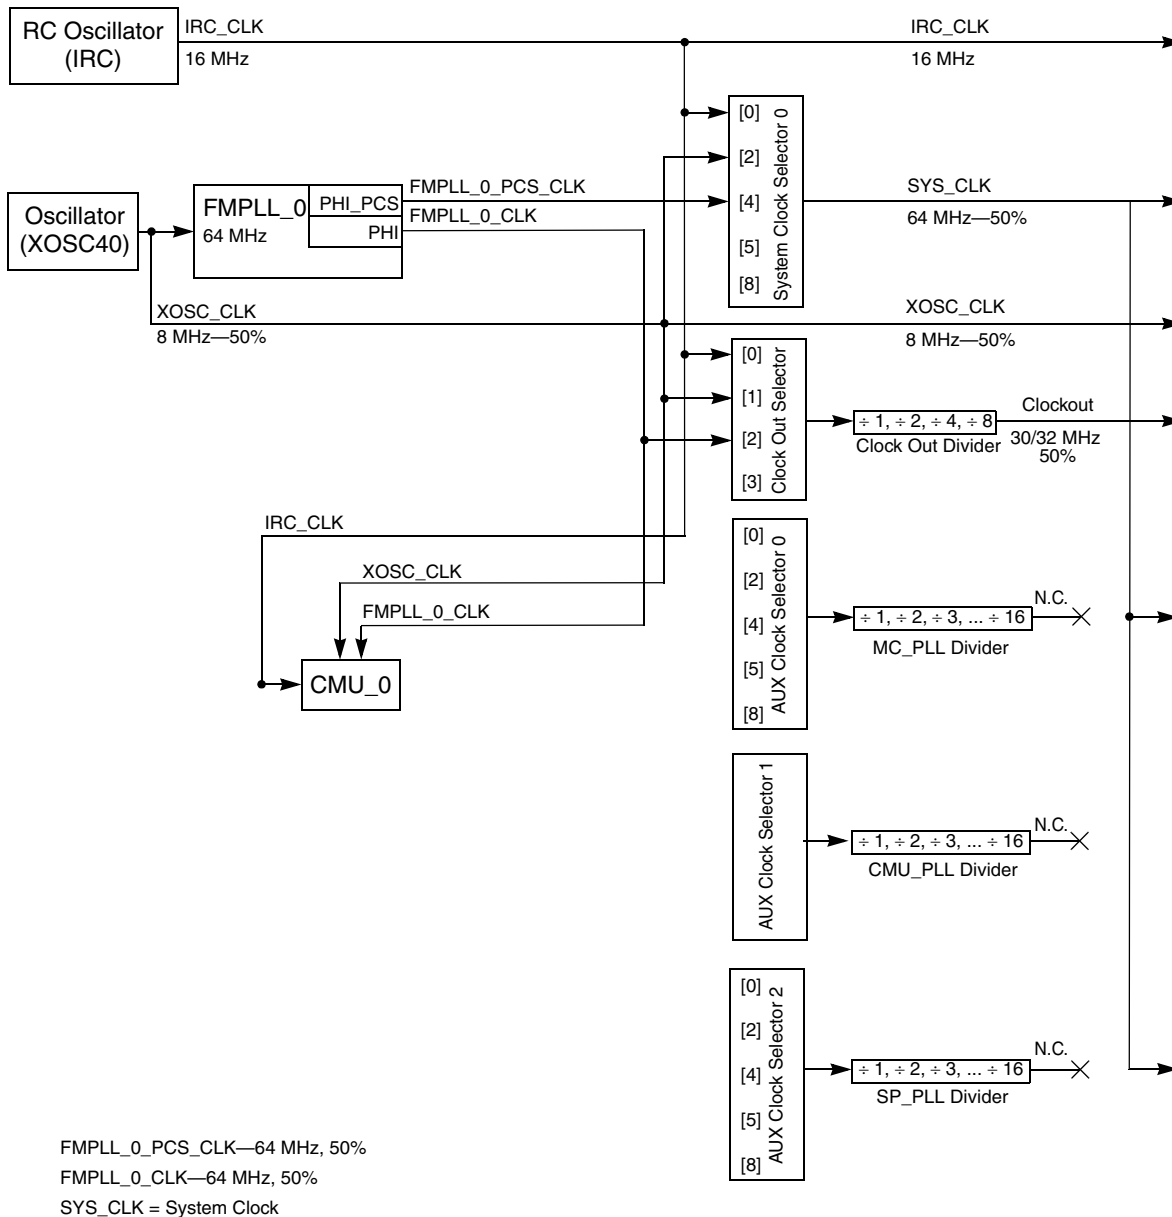 RC Oscillator
(IRC)
IRC_CLK
16 MHz
IRC_CLK
16 MHz
[0]
[2]
[4]
[5]
[8]
System Clock Selector 0
Oscillator
(XOSC40)
FMPLL_0
64 MHz
PHI_PCS
PHI
FMPLL_0_PCS_CLK
FMPLL_0_CLK
SYS_CLK
64 MHz—50%
XOSC_CLK
8 MHz—50%
XOSC_CLK
8 MHz—50%
[0]
[1]
[2]
[3]
Clock Out Selector
÷ 1, ÷ 2, ÷ 4, ÷ 8
Clock Out Divider
Clockout
30/32 MHz
50%
IRC_CLK
XOSC_CLK
FMPLL_0_CLK
CMU_0
[0]
[2]
[4]
[5]
[8]
AUX Clock Selector 0
÷ 1, ÷ 2, ÷ 3, ... ÷ 16
MC_PLL Divider
N.C.
AUX Clock Selector 1
÷ 1, ÷ 2, ÷ 3, ... ÷ 16
CMU_PLL Divider
N.C.
[0]
[2]
[4]
[5]
[8]
AUX Clock Selector 2
÷ 1, ÷ 2, ÷ 3, ... ÷ 16
SP_PLL Divider
N.C.
FMPLL_0_PCS_CLK—64 MHz, 50%
FMPLL_0_CLK—64 MHz, 50%
SYS_CLK = System Clock